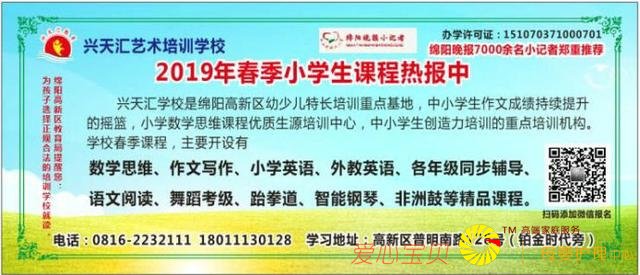 兴天汇艺术培训学校
绵阳晚报小记者
办学许可证：151070371000701
绵阳晚报7000余名小记者郑重推荐
2019年春季小学生课程热报中
绵阳高新区教育局提醒您：
为孩子选择正规合法的培训学校就读。
兴天汇学校是绵阳高新区幼少儿特长培训重点基地，中小学生作文成绩持续提升
的摇篮，小学数学思维课程优质生源培训中心，中小学生创造力培训的重点培训机构。
学校春季课程，主要开设有
数学思维、作文写作、小学英语、外教英语、各年级同步辅导、
语文阅读、舞蹈考级、跆拳道、智能钢琴、非洲鼓等精品课程。
扫码添加微信报名
电话：0816-2232111 18011130128 学习地址：高新区普明南路 26号（铂金时代旁）
爱心宝贝
TM 高端家庭服务